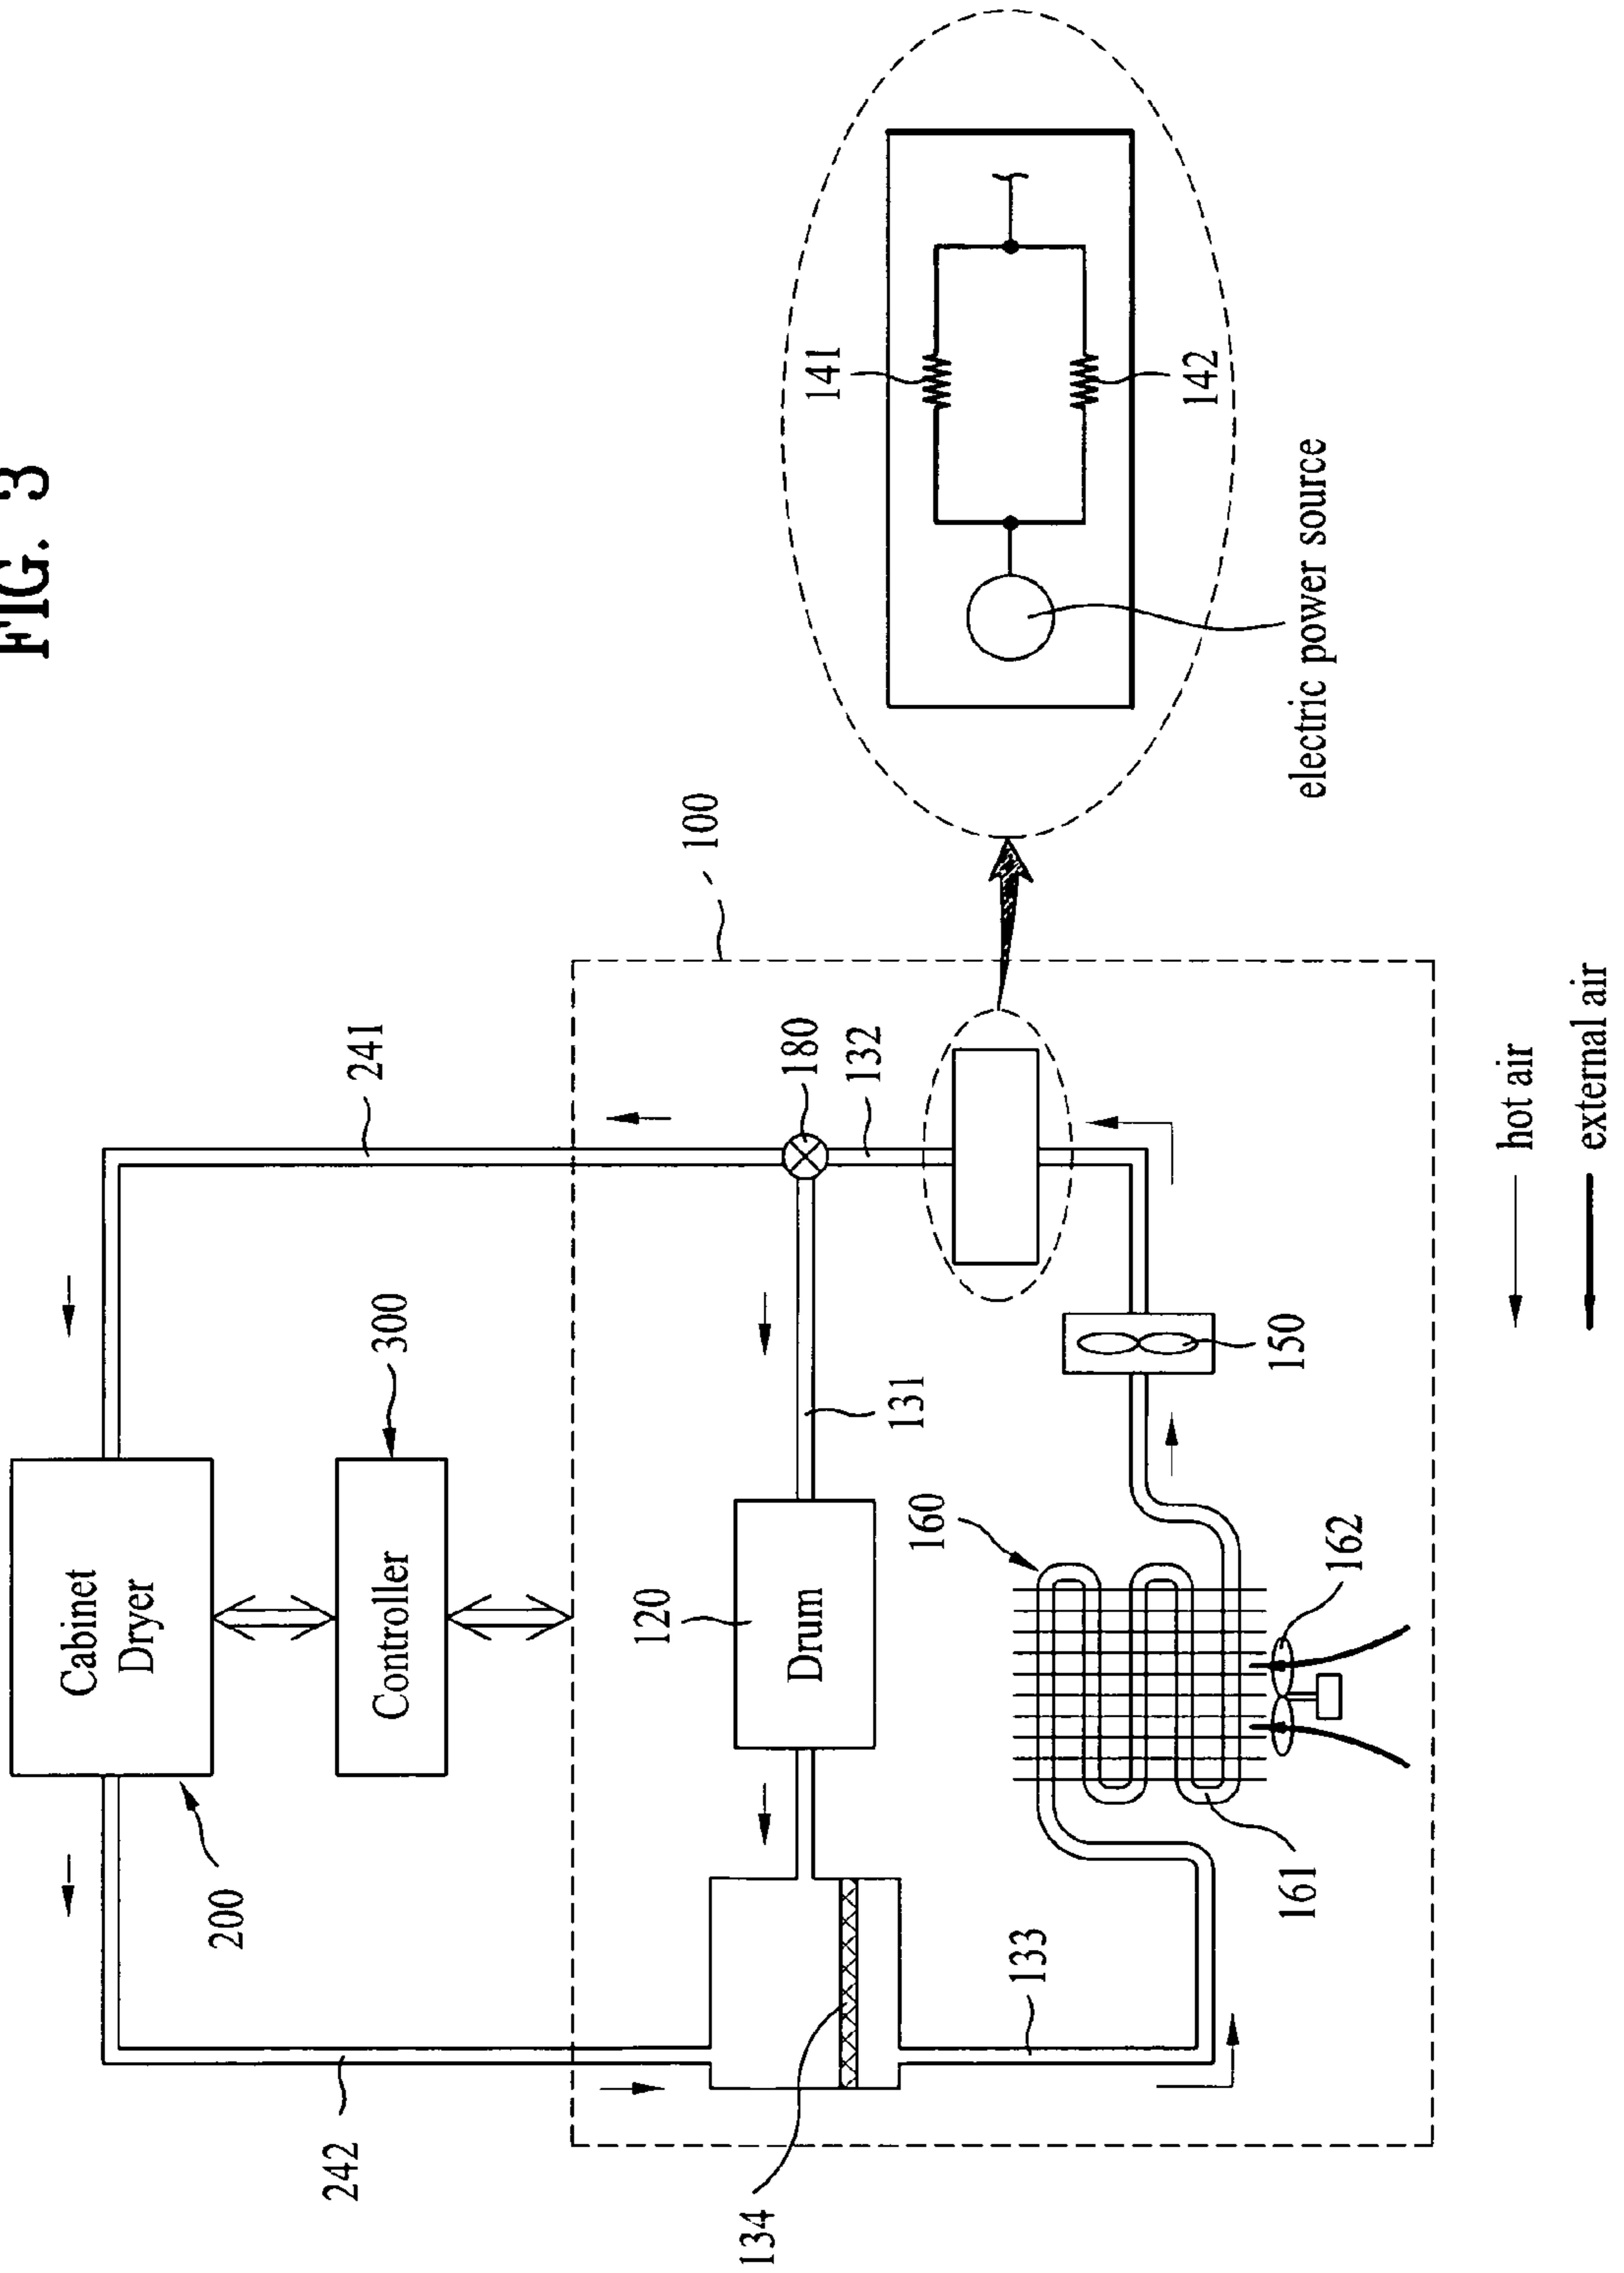 FIG. 3
Cabinet
Dryer
200
Controller
300
241
242
100
180
132
120
Drum
131
134
133
160
161
162
150
141
142
electric power source
hot air
external air